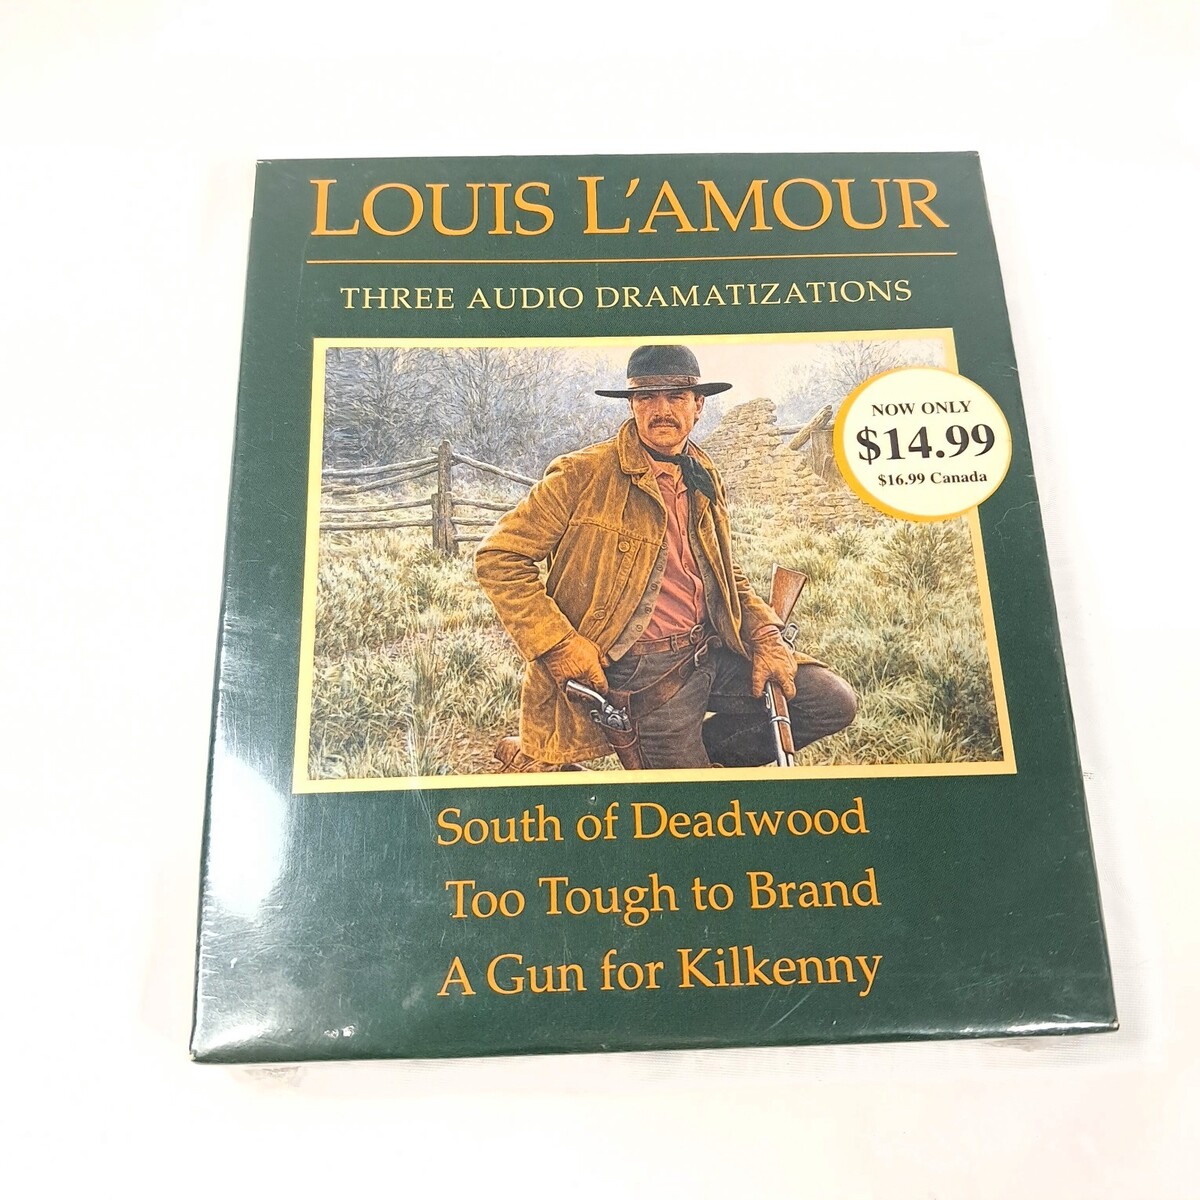 LOUIS L'AMOUR
THREE AUDIO DRAMATIZATIONS
NOW ONLY
$14.99
$16.99 Canada
South of Deadwood
Too Tough to Brand
A Gun for Kilkenny